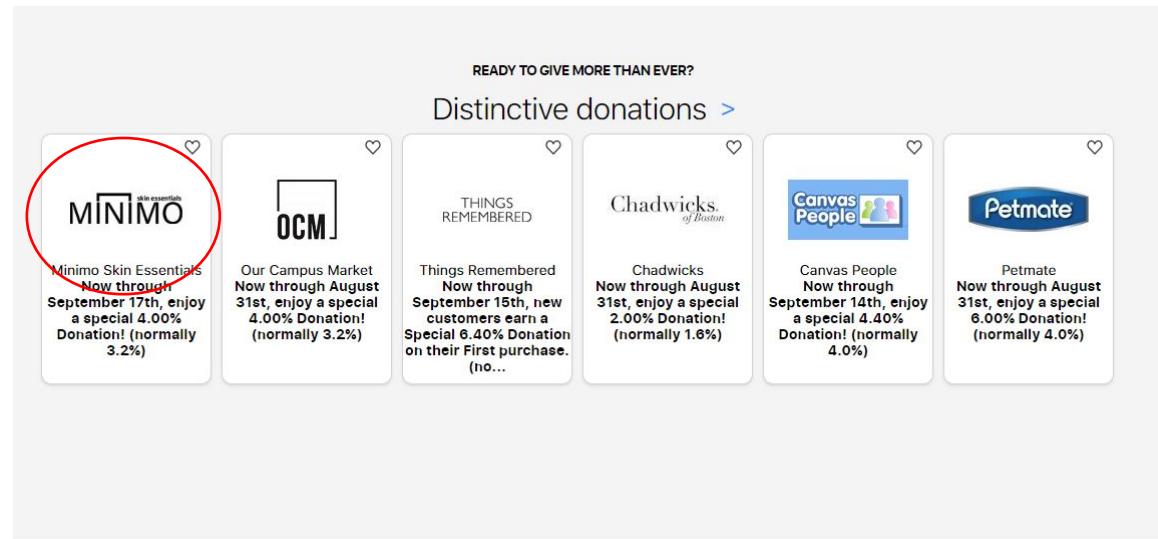 READY TO GIVE MORE THAN EVER?
Distinctive donations >
skin essentials
MINIMO
Minimo Skin Essentials
Now through
September 17th, enjoy
a special 4.00%
Donation! (normally
3.2%)
OCM
Our Campus Market
Now through August
31st, enjoy a special
4.00% Donation!
(normally 3.2%)
THINGS
REMEMBERED
Things Remembered
Now through
September 15th, new
customers earn a
Special 6.40% Donation
on their First purchase.
(no...
Chadwicks.
of Boston
Chadwicks
Now through August
31st, enjoy a special
2.00% Donation!
(normally 1.6%)
Canvas
People
Canvas People
Now through
September 14th, enjoy
a special 4.40%
Donation! (normally
4.0%)
Petmate
Petmate
Now through August
31st, enjoy a special
6.00% Donation!
(normally 4.0%)